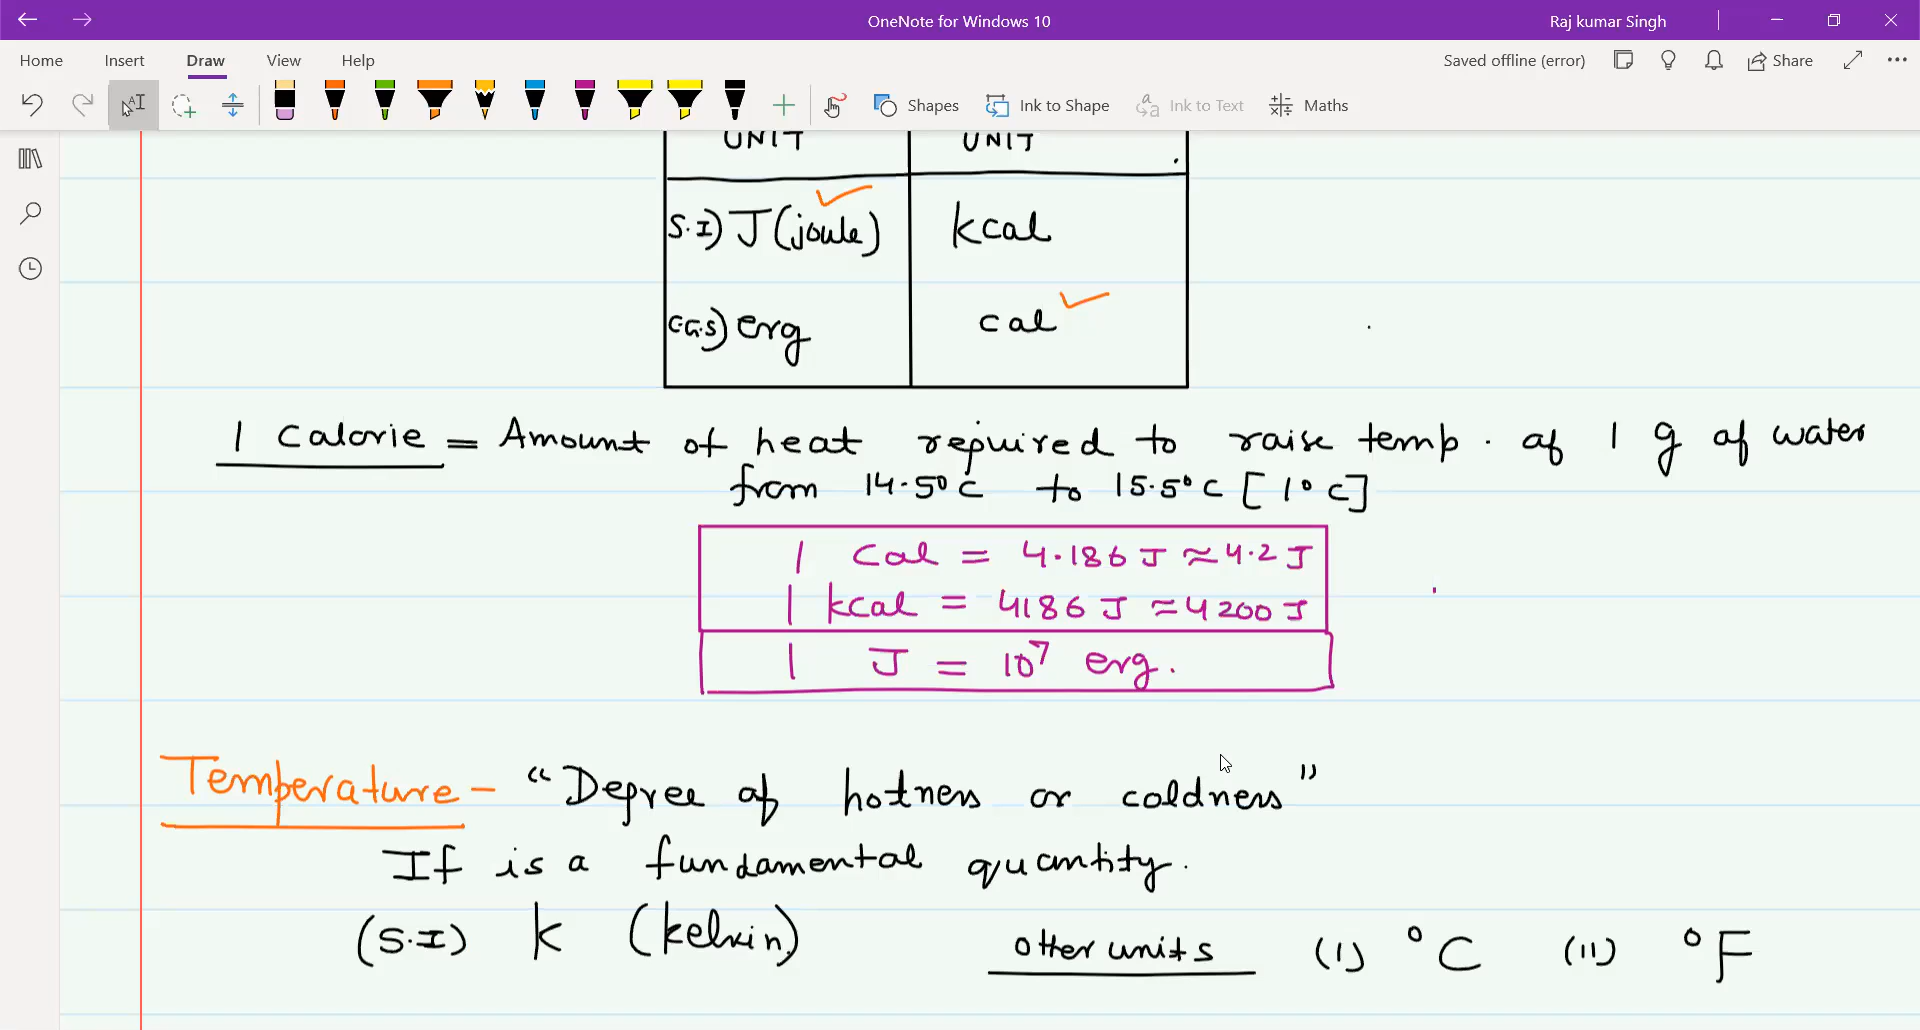 OneNote for Windows 10
Raj kumar Singh
Home Insert Draw View Help
Saved offline (error) Share
Shapes Ink to Shape Ink to Text Maths
UNIT UNIT
S.I) J (joule) kcal
C.G.S) erg cal
1 Calorie = Amount of heat required to raise temp. of 1 g of water
from 14.5°C to 15.5°C [1°C]
1 Cal = 4.186 J ≈ 4.2 J
1 kcal = 4186 J ≈ 4200 J
1 J = 10⁷ erg.
Temperature - "Degree of hotness or coldness"
It is a fundamental quantity.
(S.I) K (kelvin) other units (I) °C (II) °F